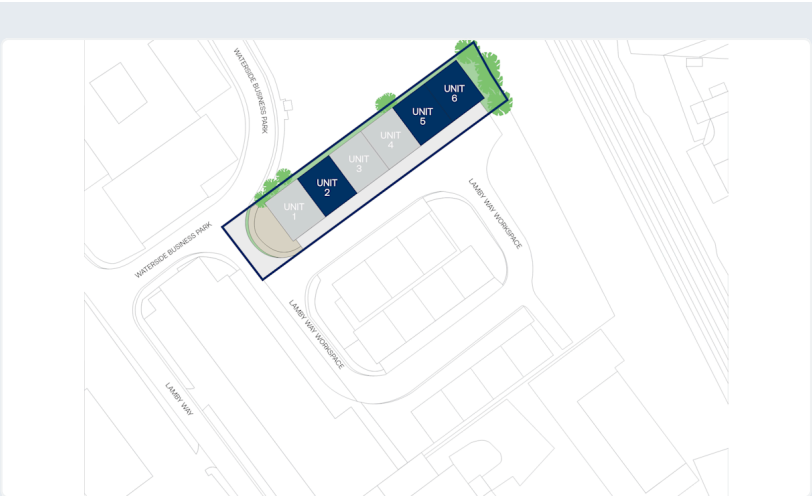 WATERSIDE BUSINESS PARK
UNIT
6
UNIT
5
UNIT
4
UNIT
3
UNIT
2
UNIT
1
LAMBY WAY WORKSPACE
WATERSIDE BUSINESS PARK
LAMBY WAY WORKSPACE
LAMBY WAY